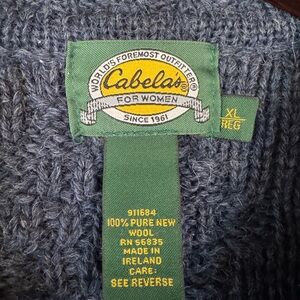 WORLD'S FOREMOST OUTFITTER®
Cabela's®
FOR WOMEN
SINCE 1961
XL
REG
911684
100% PURE NEW
WOOL
RN 56835
MADE IN
IRELAND
CARE:
SEE REVERSE